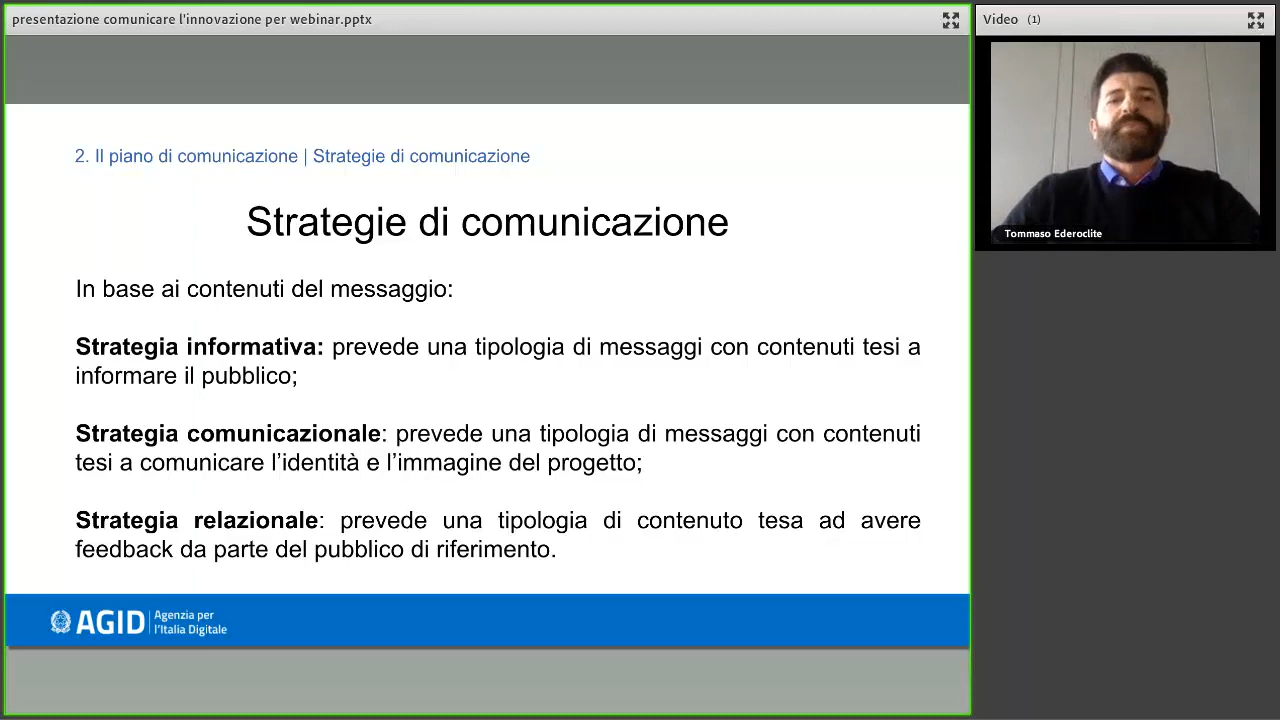 presentazione comunicare l'innovazione per webinar.pptx
Video (1)
Tommaso Ederoclite
2. Il piano di comunicazione | Strategie di comunicazione
Strategie di comunicazione
In base ai contenuti del messaggio:
Strategia informativa: prevede una tipologia di messaggi con contenuti tesi a
informare il pubblico;
Strategia comunicazionale: prevede una tipologia di messaggi con contenuti
tesi a comunicare l’identità e l’immagine del progetto;
Strategia relazionale: prevede una tipologia di contenuto tesa ad avere
feedback da parte del pubblico di riferimento.
AGID
Agenzia per
l'Italia Digitale